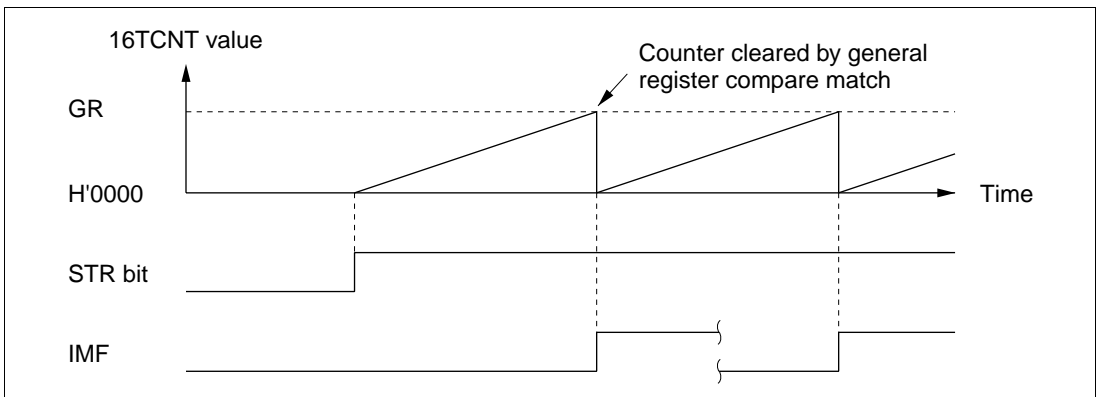 16TCNT value
Counter cleared by general
register compare match
GR
H'0000
Time
STR bit
IMF